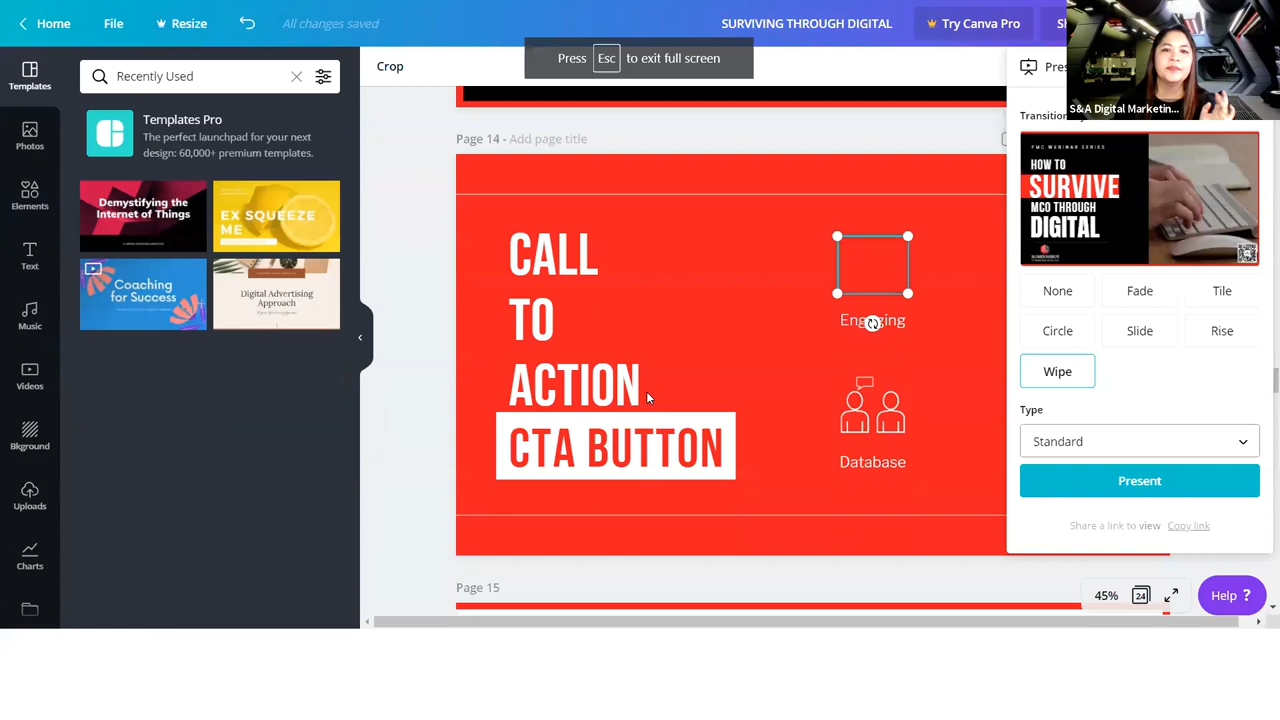 Home
File
Resize
All changes saved
SURVIVING THROUGH DIGITAL
Try Canva Pro
Press Esc to exit full screen
S&A Digital Marketin...
Templates
Photos
Elements
Text
Music
Videos
Bkground
Uploads
Charts
Recently Used
Templates Pro
The perfect launchpad for your next
design: 60,000+ premium templates.
Demystifying the
Internet of Things
EX SQUEEZE
ME
Coaching
for Success
Digital Advertising
Approach
Crop
Page 14 - Add page title
CALL
TO
ACTION
CTA BUTTON
Engaging
Database
Page 15
FMC WEBINAR SERIES
HOW TO
SURVIVE
MCO THROUGH
DIGITAL
None
Fade
Tile
Circle
Slide
Rise
Wipe
Type
Standard
Present
Share a link to view Copy link
45%
24
Help ?